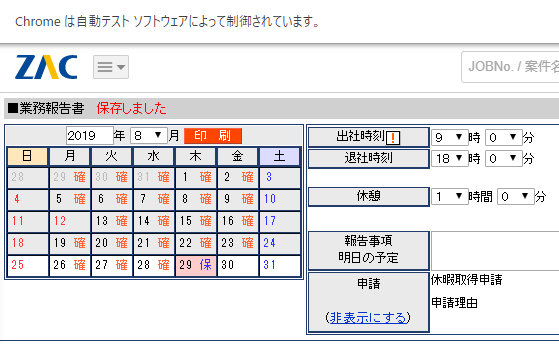 Chrome は自動テスト ソフトウェアによって制御されています。
ZAC
JOBNo. / 案件名
■業務報告書 保存しました
2019 年 8 月 印 刷
日 月 火 水 木 金 土
28 29 確 30 確 31 確 1 確 2 確 3
4 5 確 6 確 7 確 8 確 9 確 10
11 12 13 確 14 確 15 確 16 確 17
18 19 確 20 確 21 確 22 確 23 確 24
25 26 確 27 確 28 確 29 保 30 31
出社時刻 ! 9 時 0 分
退社時刻 18 時 0 分
休憩 1 時間 0 分
報告事項
明日の予定
申請
(非表示にする)
休暇取得申請
申請理由